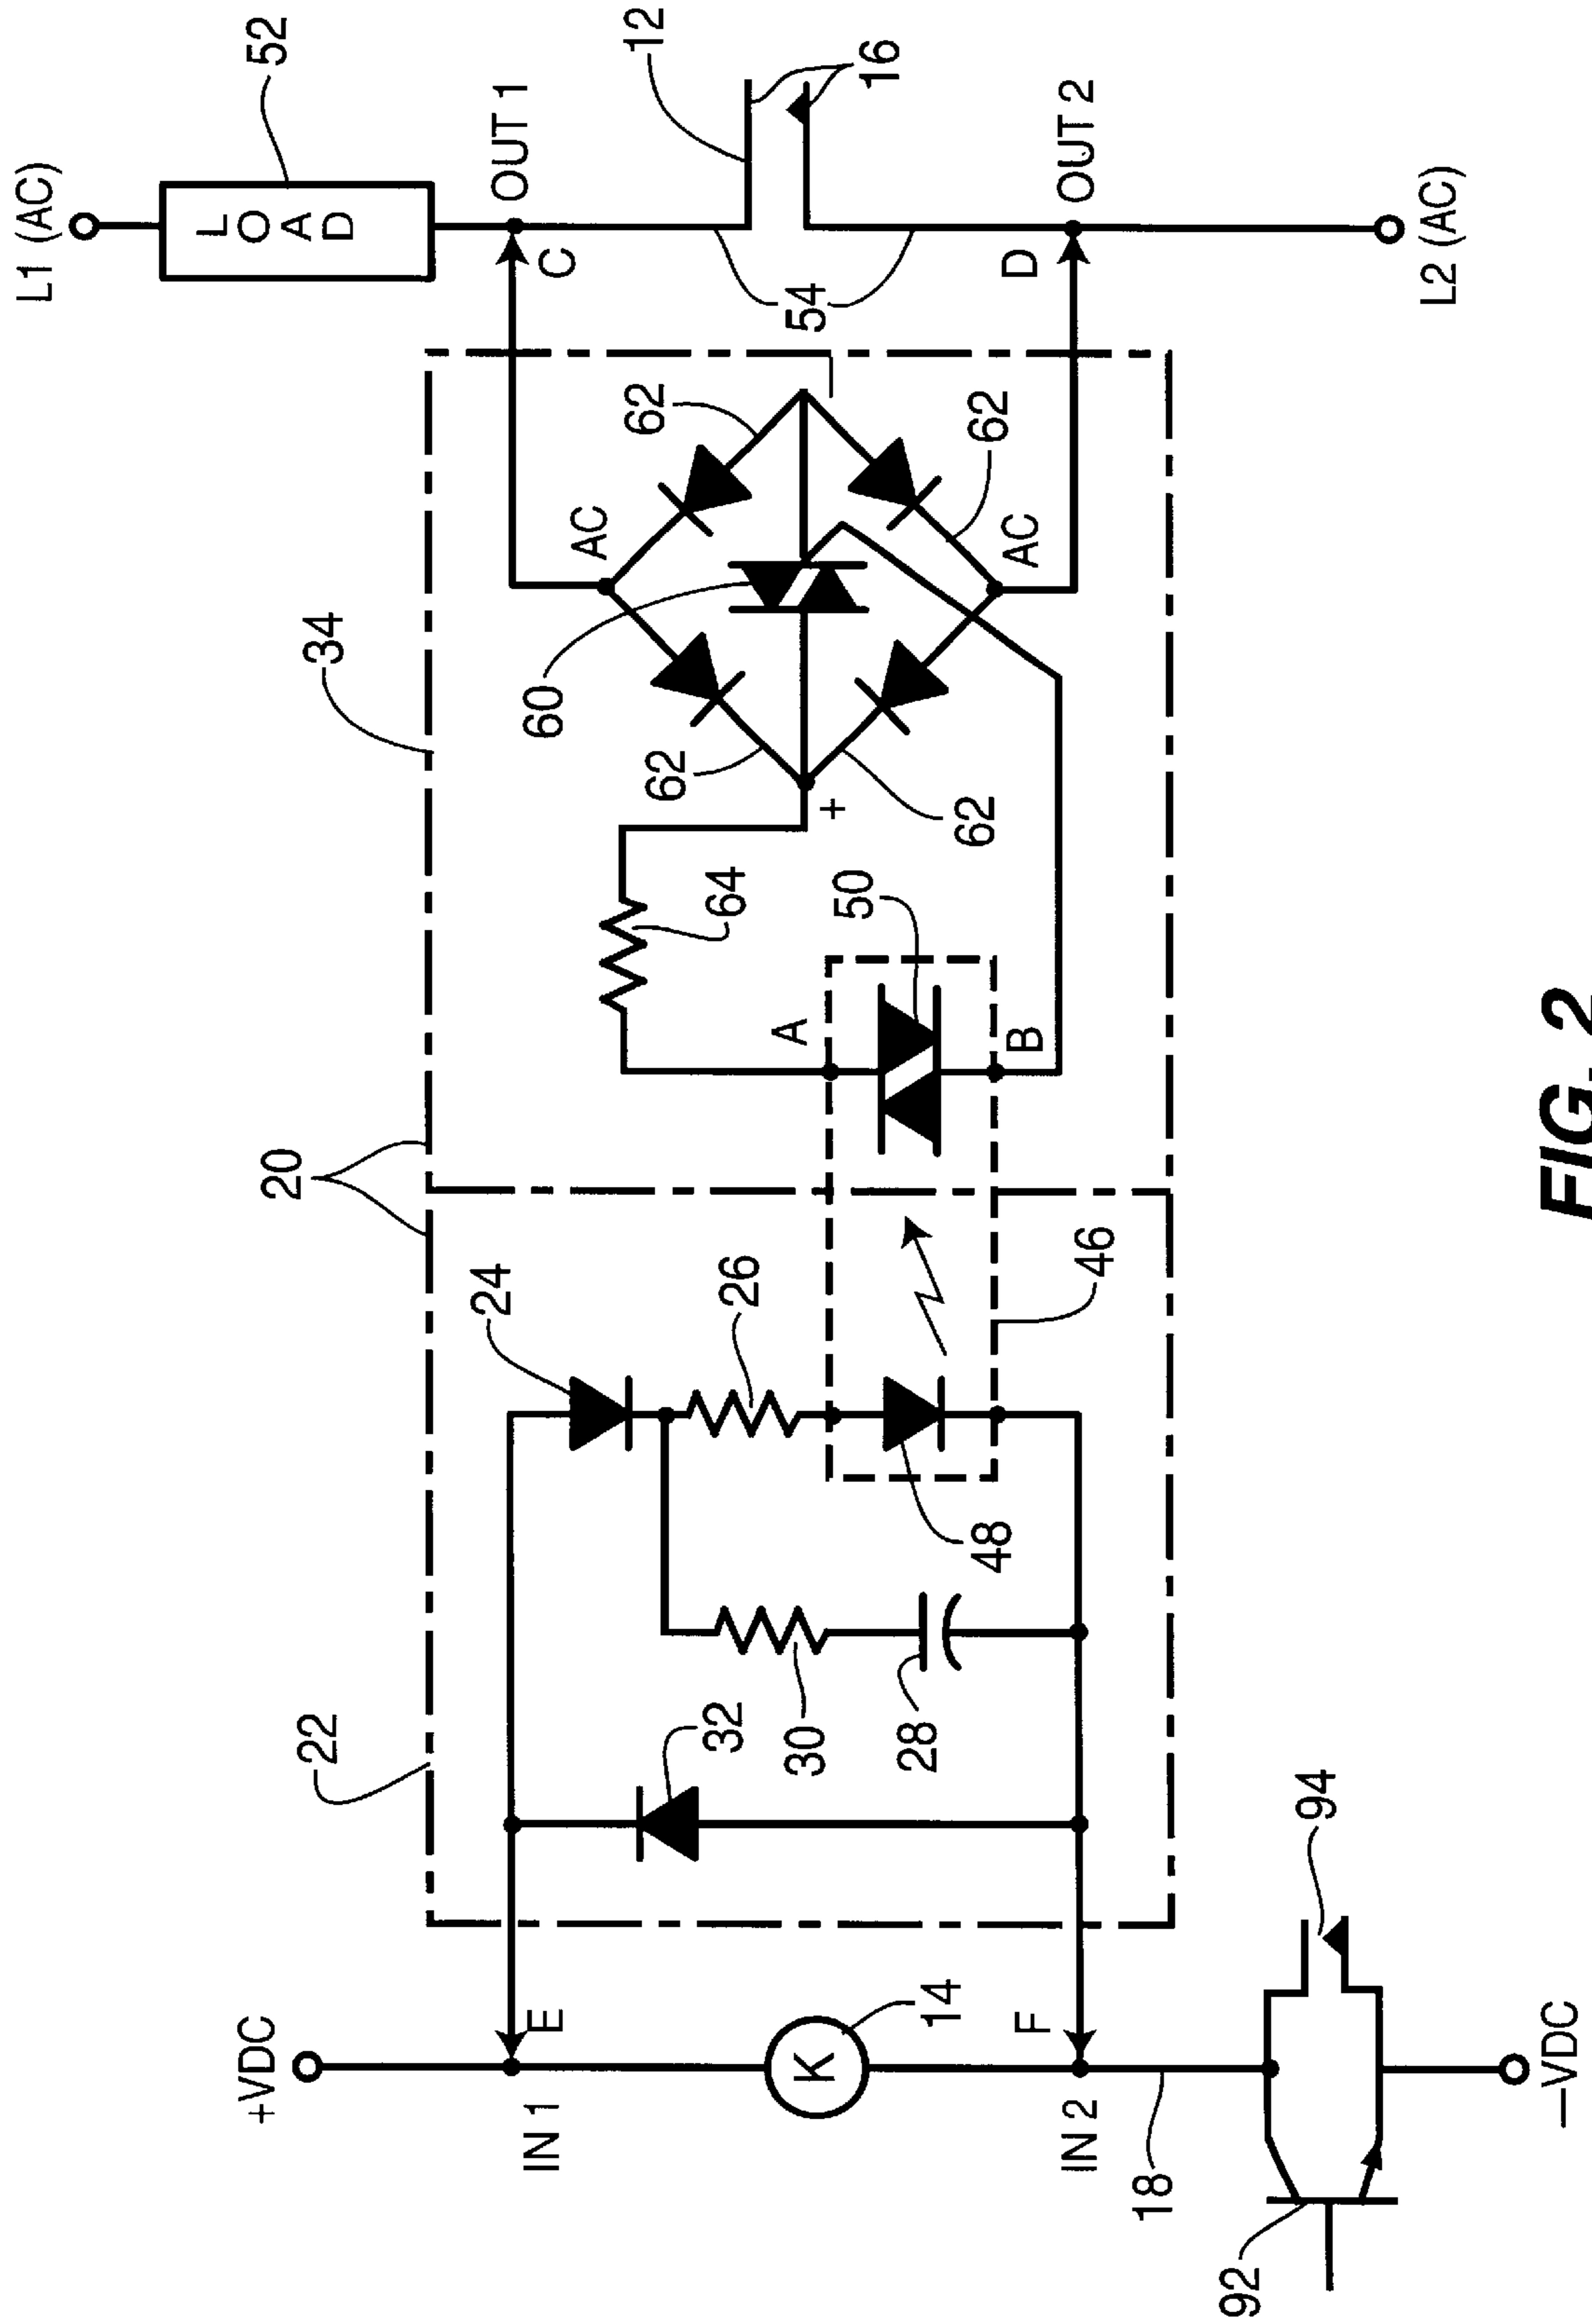 +VDC
IN 1
E
K
14
F
IN 2
18
92
94
−VDC
22
32
30
28
24
26
48
46
20
34
A
B
50
64
+
62
62
62
62
60
AC
AC
54
C
D
OUT 1
OUT 2
12
16
52
LOAD
L1 (AC)
L2 (AC)
FIG. 2